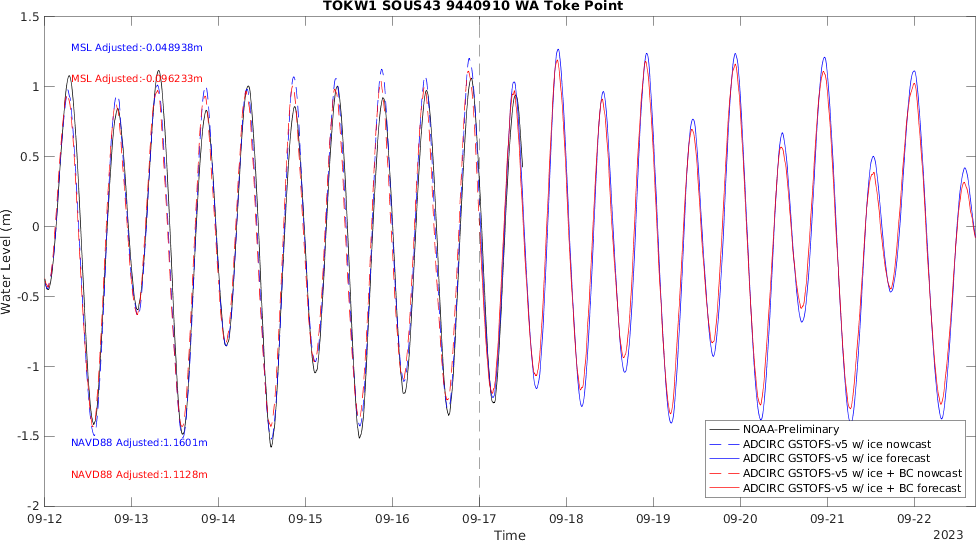 TOKW1 SOUS43 9440910 WA Toke Point
MSL Adjusted:-0.048938m
MSL Adjusted:-0.096233m
NAVD88 Adjusted:1.1601m
NAVD88 Adjusted:1.1128m
Water Level (m)
1.5
1
0.5
0
-0.5
-1
-1.5
-2
NOAA-Preliminary
ADCIRC GSTOFS-v5 w/ ice nowcast
ADCIRC GSTOFS-v5 w/ ice forecast
ADCIRC GSTOFS-v5 w/ ice + BC nowcast
ADCIRC GSTOFS-v5 w/ ice + BC forecast
09-12 09-13 09-14 09-15 09-16 09-17 09-18 09-19 09-20 09-21 09-22
Time
2023